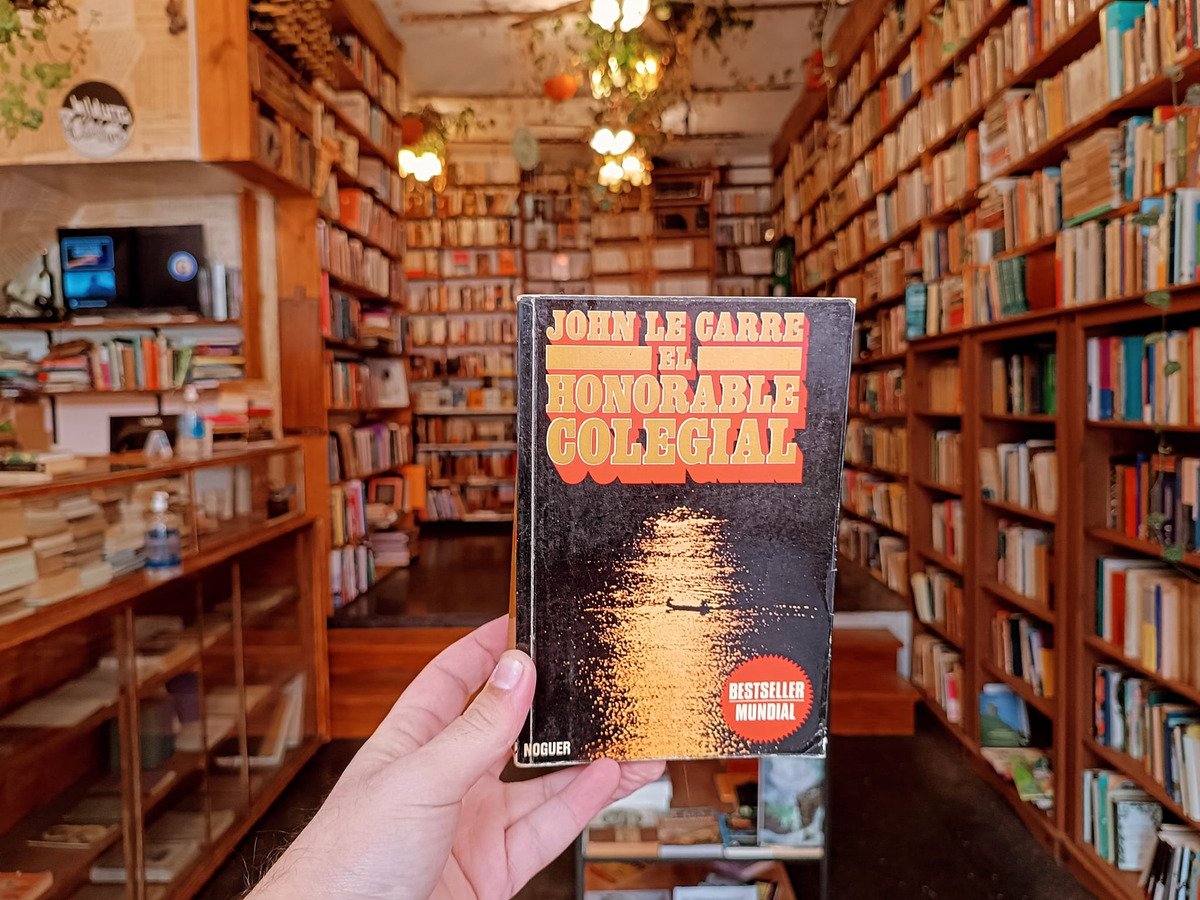 JOHN LE CARRE
EL
HONORABLE
COLEGIAL
BESTSELLER
MUNDIAL
NOGUER